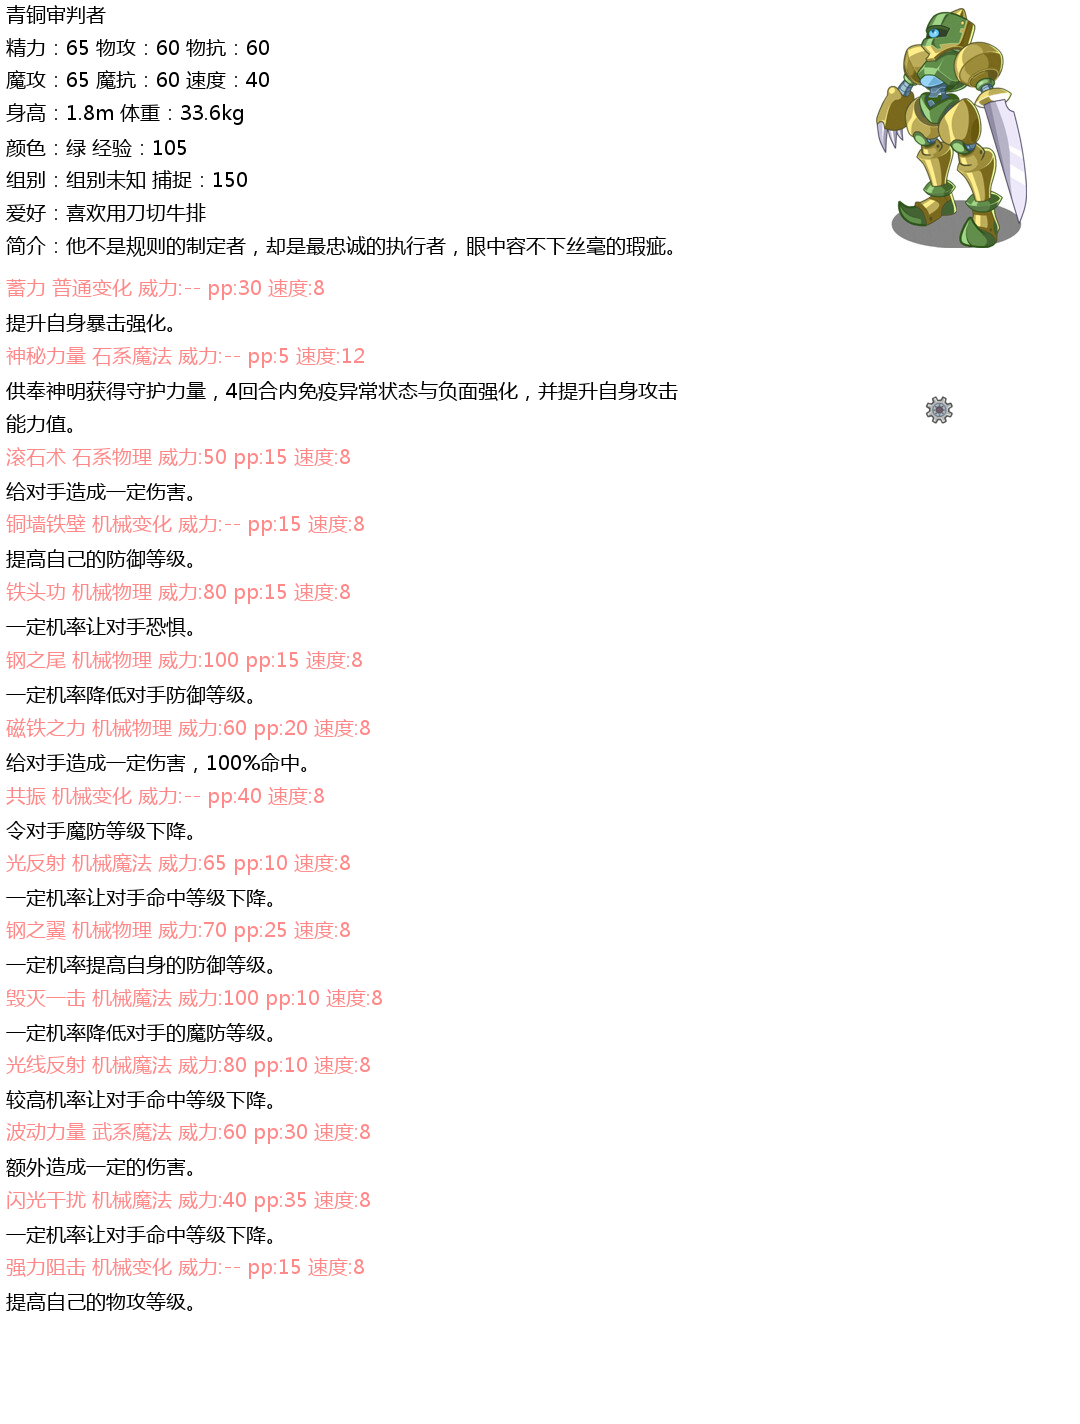 青铜审判者
精力：65 物攻：60 物抗：60
魔攻：65 魔抗：60 速度：40
身高：1.8m 体重：33.6kg
颜色：绿 经验：105
组别：组别未知 捕捉：150
爱好：喜欢用刀切牛排
简介：他不是规则的制定者，却是最忠诚的执行者，眼中容不下丝毫的瑕疵。
蓄力 普通变化 威力:-- pp:30 速度:8
提升自身暴击强化。
神秘力量 石系魔法 威力:-- pp:5 速度:12
供奉神明获得守护力量，4回合内免疫异常状态与负面强化，并提升自身攻击
能力值。
滚石术 石系物理 威力:50 pp:15 速度:8
给对手造成一定伤害。
铜墙铁壁 机械变化 威力:-- pp:15 速度:8
提高自己的防御等级。
铁头功 机械物理 威力:80 pp:15 速度:8
一定机率让对手恐惧。
钢之尾 机械物理 威力:100 pp:15 速度:8
一定机率降低对手防御等级。
磁铁之力 机械物理 威力:60 pp:20 速度:8
给对手造成一定伤害，100%命中。
共振 机械变化 威力:-- pp:40 速度:8
令对手魔防等级下降。
光反射 机械魔法 威力:65 pp:10 速度:8
一定机率让对手命中等级下降。
钢之翼 机械物理 威力:70 pp:25 速度:8
一定机率提高自身的防御等级。
毁灭一击 机械魔法 威力:100 pp:10 速度:8
一定机率降低对手的魔防等级。
光线反射 机械魔法 威力:80 pp:10 速度:8
较高机率让对手命中等级下降。
波动力量 武系魔法 威力:60 pp:30 速度:8
额外造成一定的伤害。
闪光干扰 机械魔法 威力:40 pp:35 速度:8
一定机率让对手命中等级下降。
强力阻击 机械变化 威力:-- pp:15 速度:8
提高自己的物攻等级。